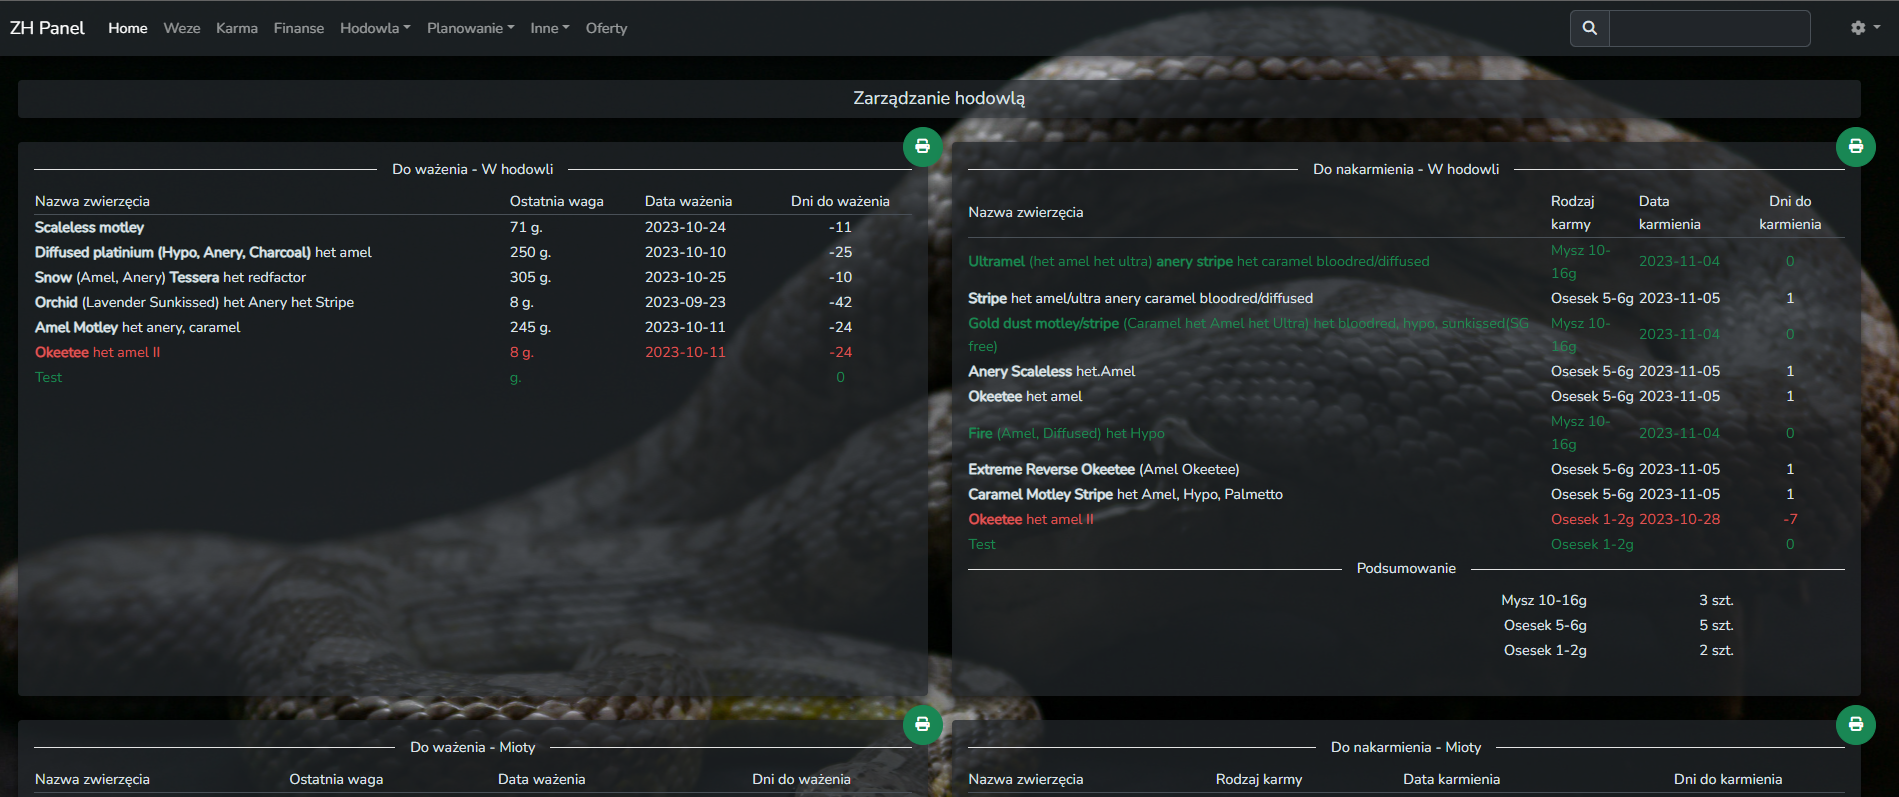 ZH Panel Home Weze Karma Finanse Hodowla Planowanie Inne Oferty
Zarządzanie hodowlą
Do ważenia - W hodowli
Nazwa zwierzęcia Ostatnia waga Data ważenia Dni do ważenia
Scaleless motley 71 g. 2023-10-24 -11
Diffused platinium (Hypo, Anery, Charcoal) het amel 250 g. 2023-10-10 -25
Snow (Amel, Anery) Tessera het redfactor 305 g. 2023-10-25 -10
Orchid (Lavender Sunkissed) het Anery het Stripe 8 g. 2023-09-23 -42
Amel Motley het anery, caramel 245 g. 2023-10-11 -24
Okeetee het amel II 8 g. 2023-10-11 -24
Test g. 0
Do nakarmienia - W hodowli
Nazwa zwierzęcia Rodzaj karmy Data karmienia Dni do karmienia
Ultramel (het amel het ultra) anery stripe het caramel bloodred/diffused Mysz 10-16g 2023-11-04 0
Stripe het amel/ultra anery caramel bloodred/diffused Osesek 5-6g 2023-11-05 1
Gold dust motley/stripe (Caramel het Amel het Ultra) het bloodred, hypo, sunkissed(SG free) Mysz 10-16g 2023-11-04 0
Anery Scaleless het.Amel Osesek 5-6g 2023-11-05 1
Okeetee het amel Osesek 5-6g 2023-11-05 1
Fire (Amel, Diffused) het Hypo Mysz 10-16g 2023-11-04 0
Extreme Reverse Okeetee (Amel Okeetee) Osesek 5-6g 2023-11-05 1
Caramel Motley Stripe het Amel, Hypo, Palmetto Osesek 5-6g 2023-11-05 1
Okeetee het amel II Osesek 1-2g 2023-10-28 -7
Test Osesek 1-2g 0
Podsumowanie
Mysz 10-16g 3 szt.
Osesek 5-6g 5 szt.
Osesek 1-2g 2 szt.
Do ważenia - Mioty
Nazwa zwierzęcia Ostatnia waga Data ważenia Dni do ważenia
Do nakarmienia - Mioty
Nazwa zwierzęcia Rodzaj karmy Data karmienia Dni do karmienia